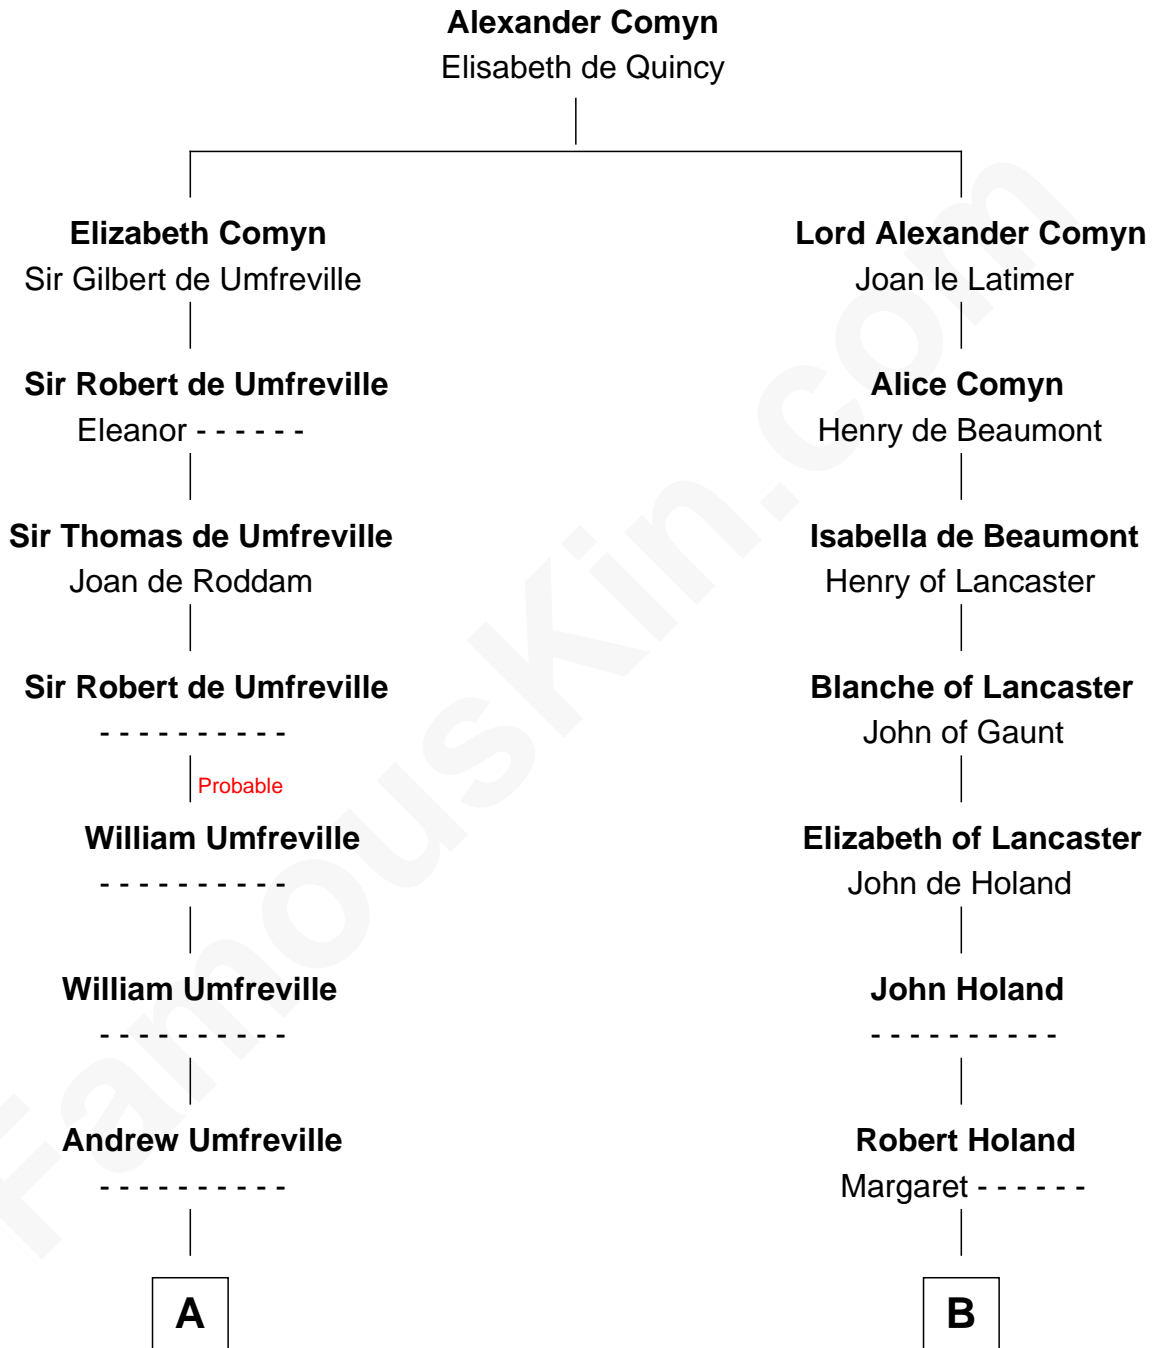 Alexander Comyn
Elisabeth de Quincy
Elizabeth Comyn
Sir Gilbert de Umfreville
Lord Alexander Comyn
Joan le Latimer
Sir Robert de Umfreville
Eleanor - - - - - -
Alice Comyn
Henry de Beaumont
Sir Thomas de Umfreville
Joan de Roddam
Isabella de Beaumont
Henry of Lancaster
Sir Robert de Umfreville
- - - - - - - - - -
Blanche of Lancaster
John of Gaunt
Probable
William Umfreville
- - - - - - - - - -
Elizabeth of Lancaster
John de Holand
William Umfreville
- - - - - - - - - -
John Holand
- - - - - - - - - -
Andrew Umfreville
- - - - - - - - - -
Robert Holand
Margaret - - - - - -
A
B
FamousKin.com